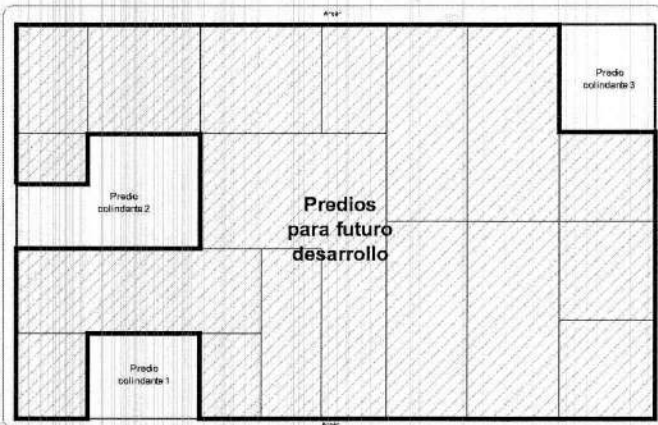 Predio
colindante 3
Predio
colindante 2
Predios
para futuro
desarrollo
Predio
colindante 1